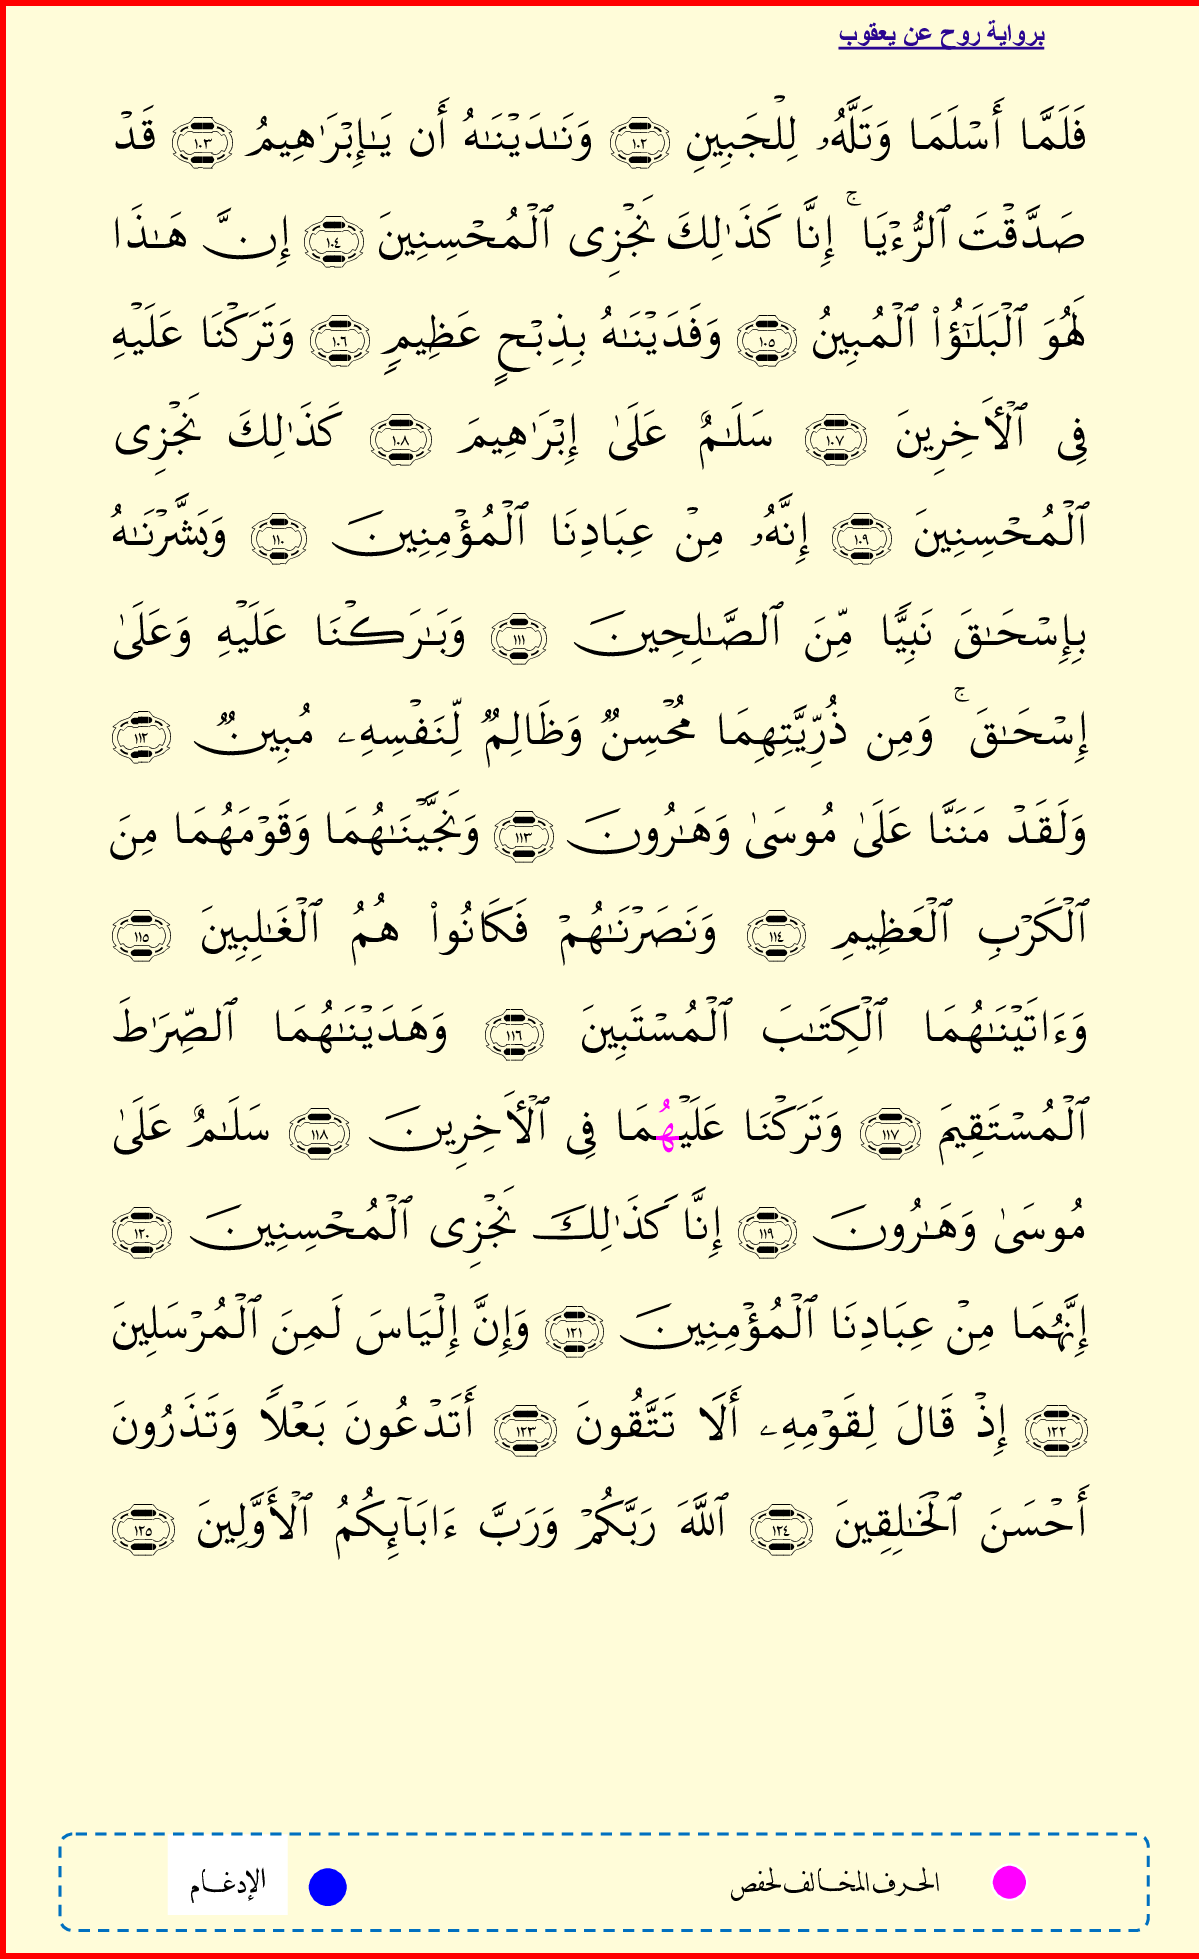 برواية روح عن يعقوب
فَلَمَّا أَسْلَمَا وَتَلَّهُۥ لِلْجَبِينِ ١٠٢ وَنَٰدَيْنَٰهُ أَن يَٰإِبْرَٰهِيمُ ١٠٣ قَدْ
صَدَّقْتَ ٱلرُّءْيَا ۚ إِنَّا كَذَٰلِكَ نَجْزِى ٱلْمُحْسِنِينَ ١٠٤ إِنَّ هَٰذَا
لَهُوَ ٱلْبَلَٰٓؤُا۟ ٱلْمُبِينُ ١٠٥ وَفَدَيْنَٰهُ بِذِبْحٍ عَظِيمٍ ١٠٦ وَتَرَكْنَا عَلَيْهِ
فِى ٱلْأَخِرِينَ ١٠٧ سَلَٰمٌ عَلَىٰ إِبْرَٰهِيمَ ١٠٨ كَذَٰلِكَ نَجْزِى
ٱلْمُحْسِنِينَ ١٠٩ إِنَّهُۥ مِنْ عِبَادِنَا ٱلْمُؤْمِنِينَ ١١٠ وَبَشَّرْنَٰهُ
بِإِسْحَٰقَ نَبِيًّا مِّنَ ٱلصَّٰلِحِينَ ١١١ وَبَٰرَكْنَا عَلَيْهِ وَعَلَىٰ
إِسْحَٰقَ ۚ وَمِن ذُرِّيَّتِهِمَا مُحْسِنٌ وَظَالِمٌ لِّنَفْسِهِۦ مُبِينٌ ١١٢
وَلَقَدْ مَنَنَّا عَلَىٰ مُوسَىٰ وَهَٰرُونَ ١١٣ وَنَجَّيْنَٰهُمَا وَقَوْمَهُمَا مِنَ
ٱلْكَرْبِ ٱلْعَظِيمِ ١١٤ وَنَصَرْنَٰهُمْ فَكَانُوا۟ هُمُ ٱلْغَٰلِبِينَ ١١٥
وَءَاتَيْنَٰهُمَا ٱلْكِتَٰبَ ٱلْمُسْتَبِينَ ١١٦ وَهَدَيْنَٰهُمَا ٱلصِّرَٰطَ
ٱلْمُسْتَقِيمَ ١١٧ وَتَرَكْنَا عَلَيْهُمَا فِى ٱلْأَخِرِينَ ١١٨ سَلَٰمٌ عَلَىٰ
مُوسَىٰ وَهَٰرُونَ ١١٩ إِنَّا كَذَٰلِكَ نَجْزِى ٱلْمُحْسِنِينَ ١٢٠
إِنَّهُمَا مِنْ عِبَادِنَا ٱلْمُؤْمِنِينَ ١٢١ وَإِنَّ إِلْيَاسَ لَمِنَ ٱلْمُرْسَلِينَ
١٢٢ إِذْ قَالَ لِقَوْمِهِۦ أَلَا تَتَّقُونَ ١٢٣ أَتَدْعُونَ بَعْلًا وَتَذَرُونَ
أَحْسَنَ ٱلْخَٰلِقِينَ ١٢٤ ٱللَّهَ رَبَّكُمْ وَرَبَّ ءَابَآئِكُمُ ٱلْأَوَّلِينَ ١٢٥
الحرف المخالف لحفص
الإدغام